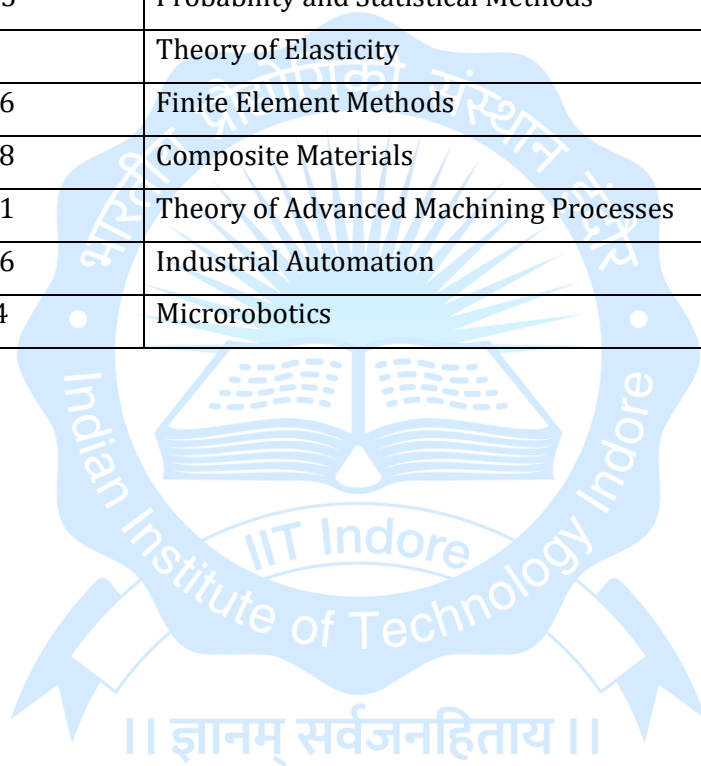 Probability and Statistical Methods
Theory of Elasticity
6 Finite Element Methods
8 Composite Materials
1 Theory of Advanced Machining Processes
6 Industrial Automation
4 Microrobotics
भारतीय प्रौद्योगिकी संस्थान इंदौर
Indian Institute of Technology Indore
IIT Indore
।। ज्ञानम् सर्वजनहिताय ।।